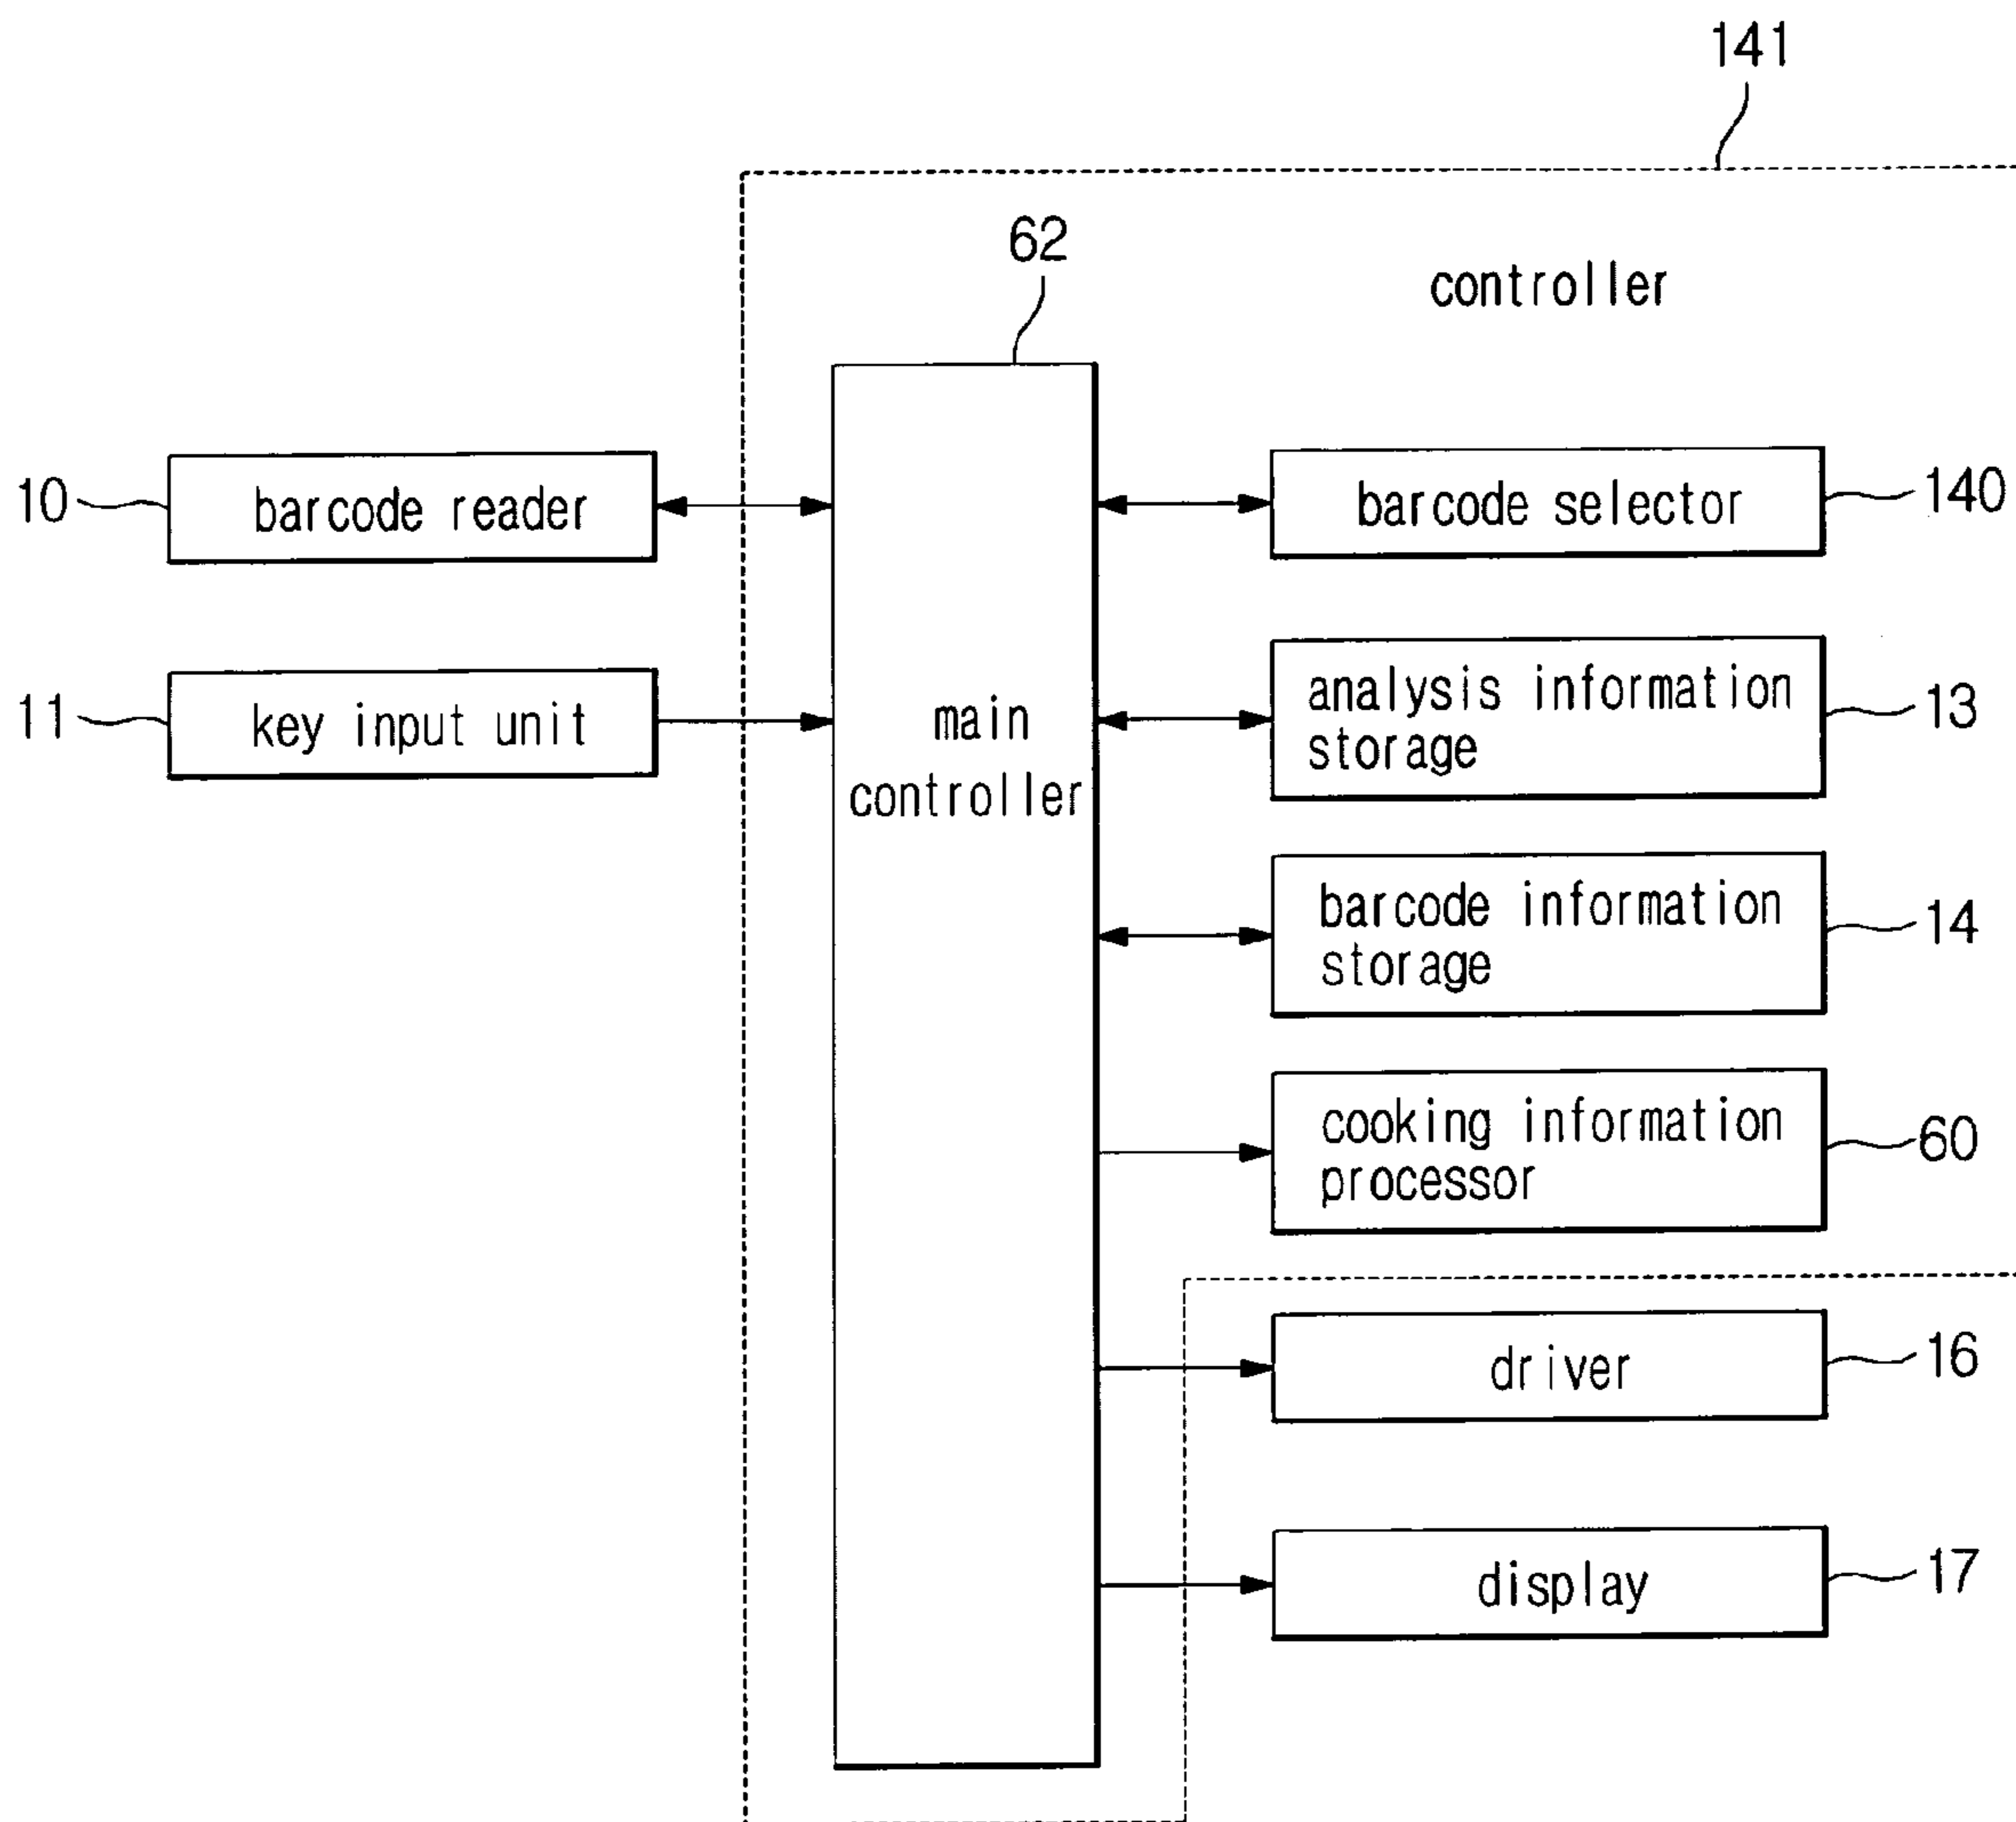 141
62
controller
10
barcode reader
barcode selector
140
11
key input unit
main
controller
analysis information
storage
13
barcode information
storage
14
cooking information
processor
60
driver
16
display
17